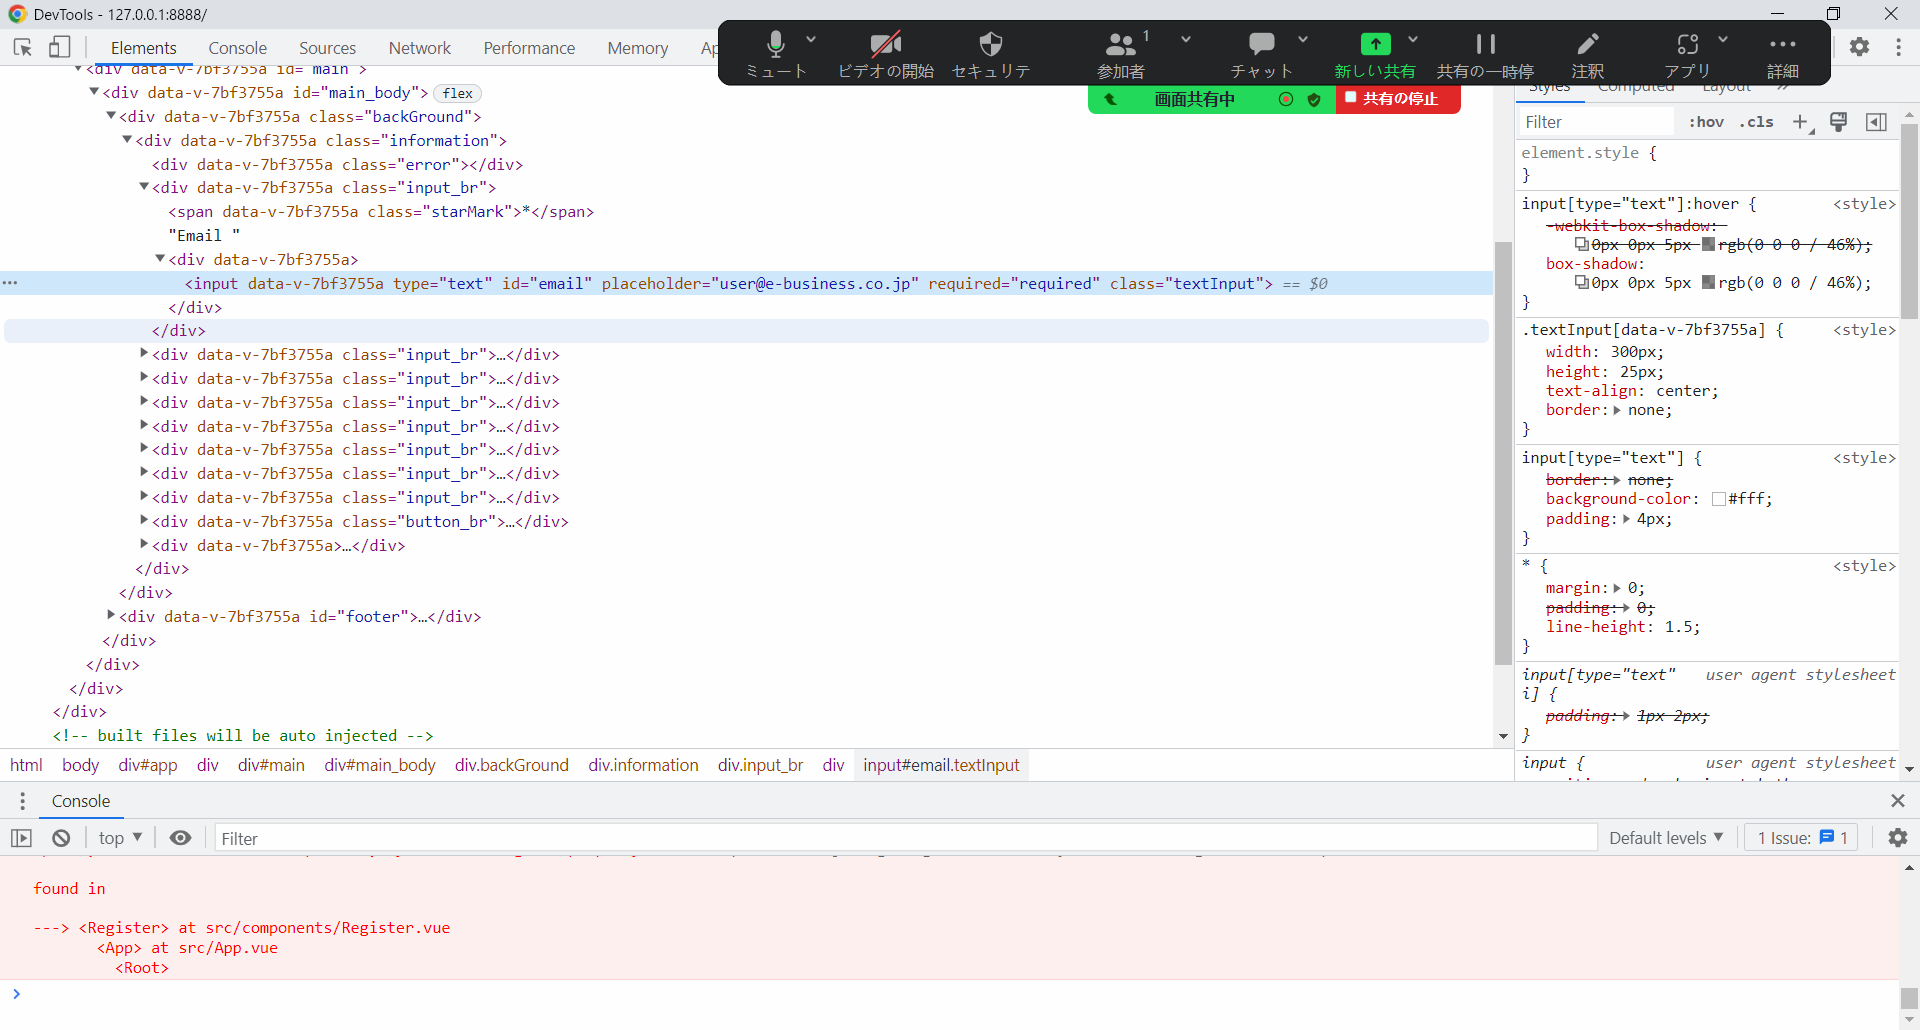 DevTools - 127.0.0.1:8888/
Elements Console Sources Network Performance Memory Ap
ミュート ビデオの開始 セキュリテ 参加者 1 チャット 新しい共有 共有の一時停 注釈 アプリ 詳細
画面共有中 共有の停止
<div data-v-7bf3755a id="main">
<div data-v-7bf3755a id="main_body"> flex
<div data-v-7bf3755a class="backGround">
<div data-v-7bf3755a class="information">
<div data-v-7bf3755a class="error"></div>
<div data-v-7bf3755a class="input_br">
<span data-v-7bf3755a class="starMark">*</span>
"Email "
<div data-v-7bf3755a>
<input data-v-7bf3755a type="text" id="email" placeholder="user@e-business.co.jp" required="required" class="textInput"> == $0
</div>
</div>
<div data-v-7bf3755a class="input_br">…</div>
<div data-v-7bf3755a class="input_br">…</div>
<div data-v-7bf3755a class="input_br">…</div>
<div data-v-7bf3755a class="input_br">…</div>
<div data-v-7bf3755a class="input_br">…</div>
<div data-v-7bf3755a class="input_br">…</div>
<div data-v-7bf3755a class="input_br">…</div>
<div data-v-7bf3755a class="button_br">…</div>
<div data-v-7bf3755a>…</div>
</div>
</div>
<div data-v-7bf3755a id="footer">…</div>
</div>
</div>
</div>
</div>
<!-- built files will be auto injected -->
html body div#app div div#main div#main_body div.backGround div.information div.input_br div input#email.textInput
Styles Computed Layout
Filter :hov .cls
element.style {
}
input[type="text"]:hover { <style>
-webkit-box-shadow:
0px 0px 5px rgb(0 0 0 / 46%);
box-shadow:
0px 0px 5px rgb(0 0 0 / 46%);
}
.textInput[data-v-7bf3755a] { <style>
width: 300px;
height: 25px;
text-align: center;
border: none;
}
input[type="text"] { <style>
border: none;
background-color: #fff;
padding: 4px;
}
* { <style>
margin: 0;
padding: 0;
line-height: 1.5;
}
input[type="text" user agent stylesheet
i] {
padding: 1px 2px;
}
input { user agent stylesheet
Console
top Filter Default levels 1 Issue: 1
found in
---> <Register> at src/components/Register.vue
<App> at src/App.vue
<Root>